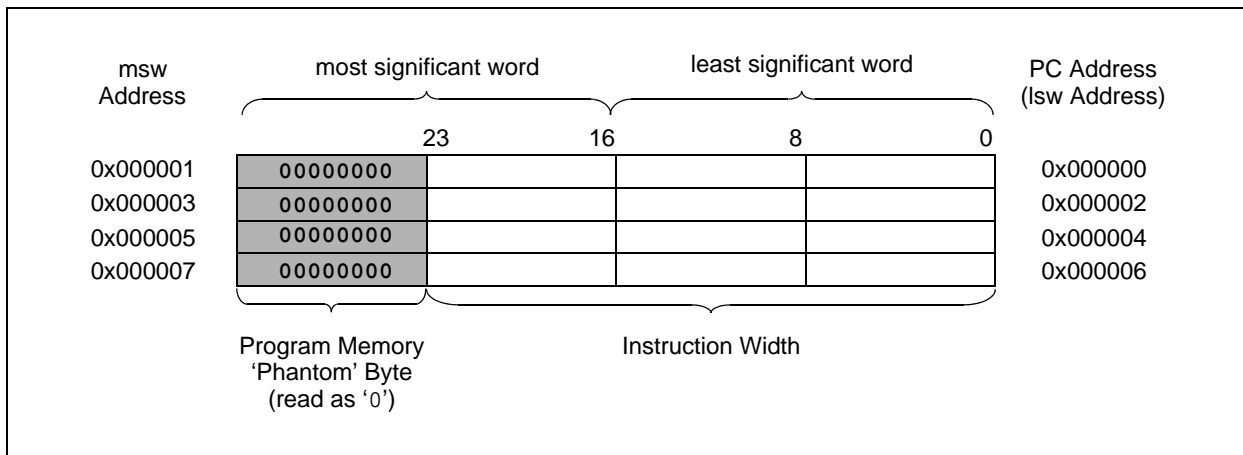 msw
Address
most significant word
least significant word
PC Address
(lsw Address)
23
16
8
0
0x000001
00000000
0x000000
0x000003
00000000
0x000002
0x000005
00000000
0x000004
0x000007
00000000
0x000006
Program Memory
‘Phantom’ Byte
(read as ‘0’)
Instruction Width